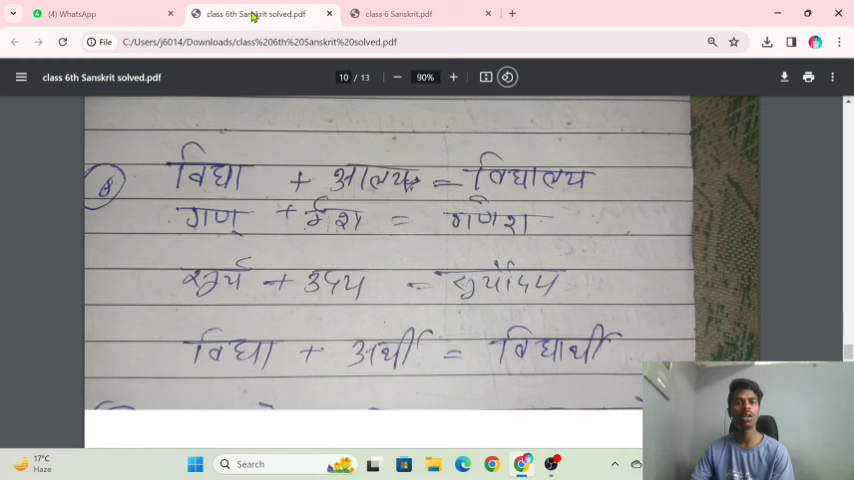 (4) WhatsApp
class 6th Sanskrit solved.pdf
class 6 Sanskrit.pdf
File C:/Users/j6014/Downloads/class%206th%20Sanskrit%20solved.pdf
class 6th Sanskrit solved.pdf
10 / 13
90%
विद्या + आलय = विद्यालय
गण् + ईश = गणेश
सूर्य + उदय = सूर्योदय
विद्या + अर्थी = विद्यार्थी
17°C
Haze
Search